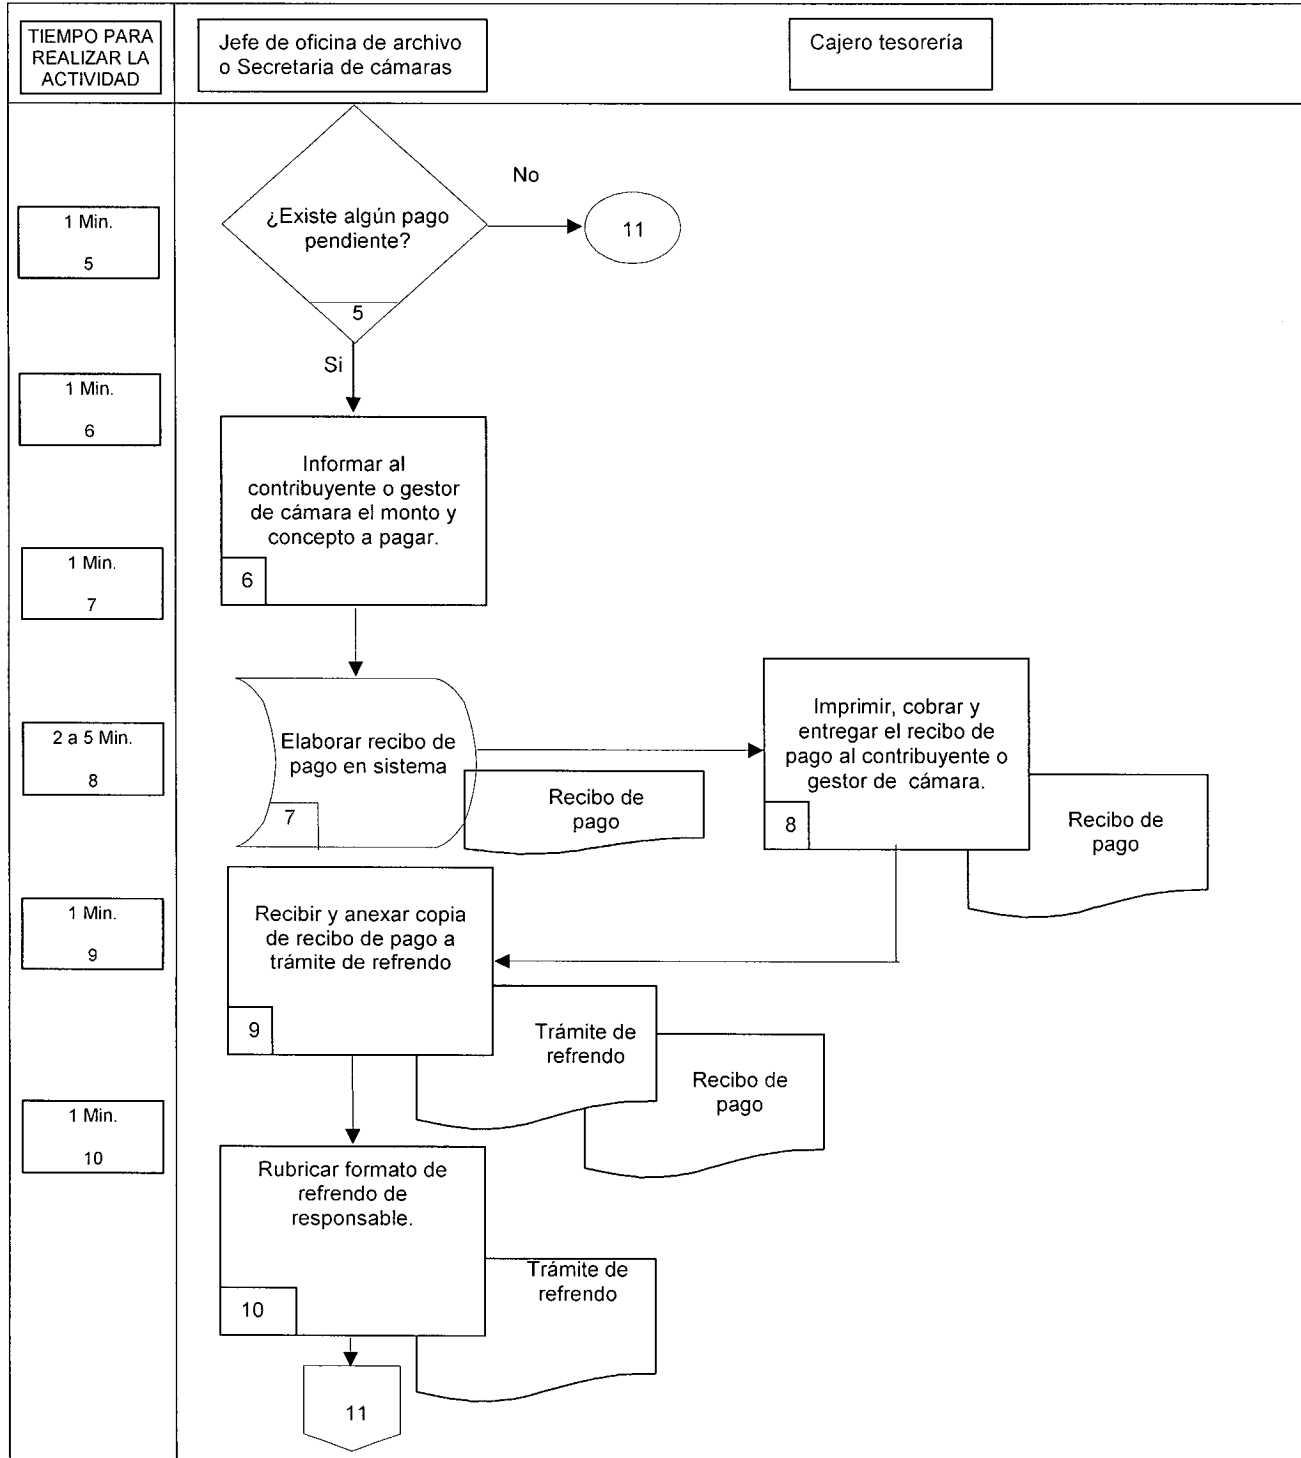 TIEMPO PARA
REALIZAR LA
ACTIVIDAD
Jefe de oficina de archivo
o Secretaria de cámaras
Cajero tesorería
1 Min.
5
¿Existe algún pago
pendiente?
5
No
11
Si
1 Min.
6
Informar al
contribuyente o gestor
de cámara el monto y
concepto a pagar.
6
1 Min.
7
Elaborar recibo de
pago en sistema
7
Recibo de
pago
2 a 5 Min.
8
Imprimir, cobrar y
entregar el recibo de
pago al contribuyente o
gestor de cámara.
8
Recibo de
pago
1 Min.
9
Recibir y anexar copia
de recibo de pago a
trámite de refrendo
9
Trámite de
refrendo
Recibo de
pago
1 Min.
10
Rubricar formato de
refrendo de
responsable.
10
Trámite de
refrendo
11